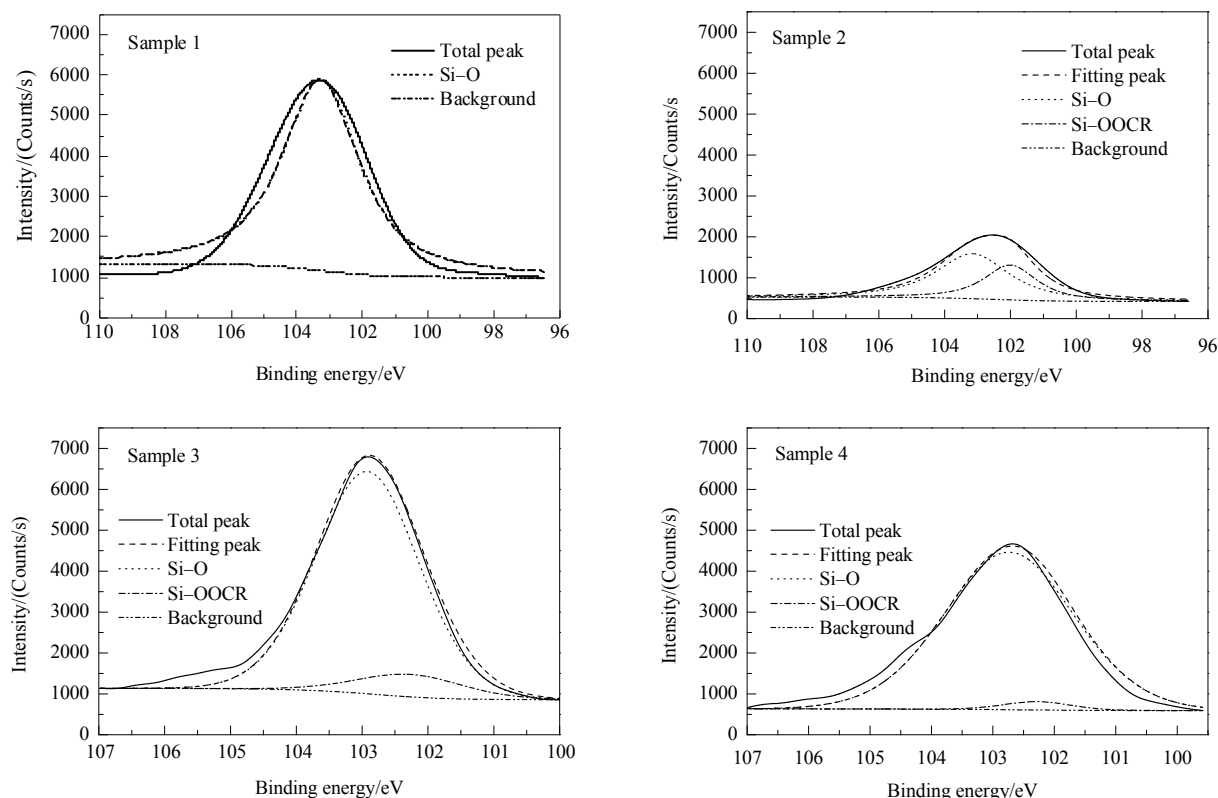 Sample 1
Total peak
Si–O
Background
Intensity/(Counts/s)
7000
6000
5000
4000
3000
2000
1000
0
110 108 106 104 102 100 98 96
Binding energy/eV
Sample 2
Total peak
Fitting peak
Si–O
Si–OOCR
Background
Intensity/Counts/s)
7000
6000
5000
4000
3000
2000
1000
0
110 108 106 104 102 100 98 96
Binding energy/eV
Sample 3
Total peak
Fitting peak
Si–O
Si–OOCR
Background
Intensity/(Counts/s)
7000
6000
5000
4000
3000
2000
1000
0
107 106 105 104 103 102 101 100
Binding energy/eV
Sample 4
Total peak
Fitting peak
Si–O
Si–OOCR
Background
Intensity/(Counts/s)
7000
6000
5000
4000
3000
2000
1000
0
107 106 105 104 103 102 101 100
Binding energy/eV